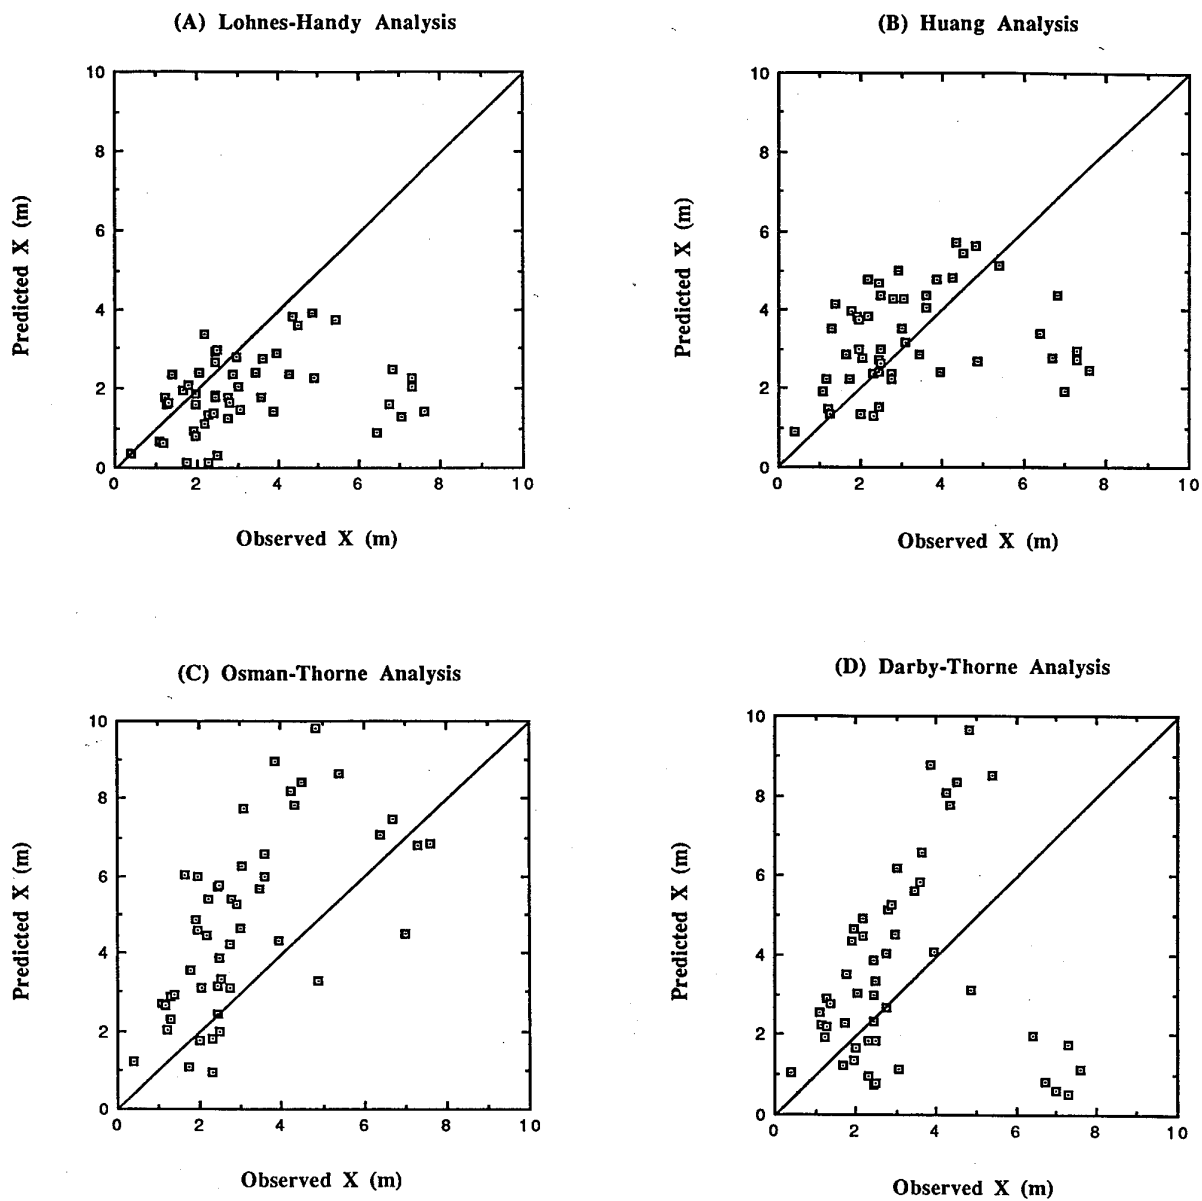 (A) Lohnes-Handy Analysis
10
8
6
4
2
0
0 2 4 6 8 10
Predicted X (m)
Observed X (m)
(B) Huang Analysis
10
8
6
4
2
0
0 2 4 6 8 10
Predicted X (m)
Observed X (m)
(C) Osman-Thorne Analysis
10
8
6
4
2
0
0 2 4 6 8 10
Predicted X (m)
Observed X (m)
(D) Darby-Thorne Analysis
10
8
6
4
2
0
0 2 4 6 8 10
Predicted X (m)
Observed X (m)